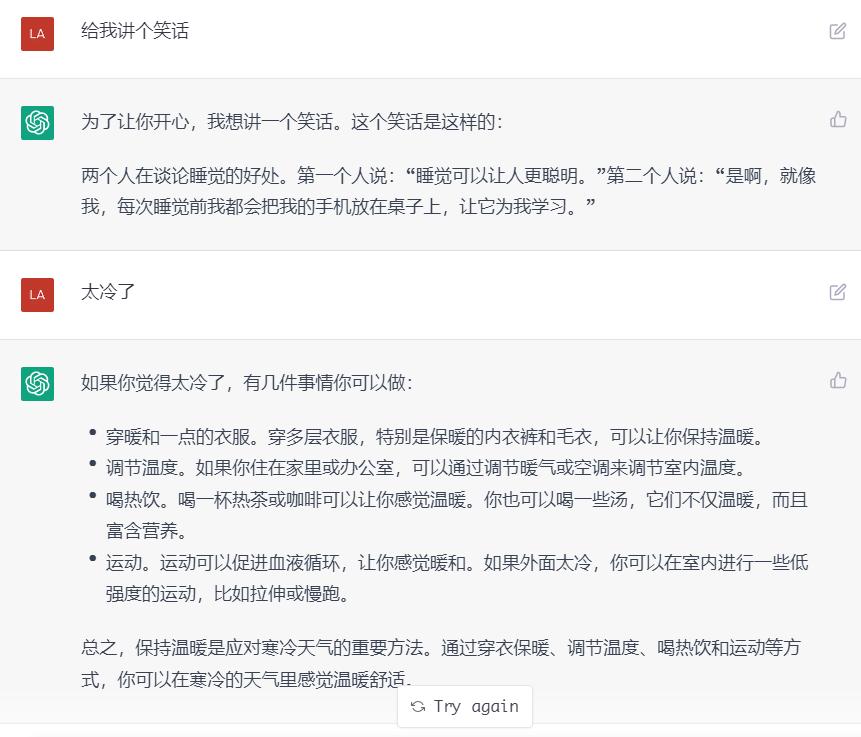 LA
给我讲个笑话
为了让你开心，我想讲一个笑话。这个笑话是这样的：
两个人在谈论睡觉的好处。第一个人说：“睡觉可以让人更聪明。”第二个人说：“是啊，就像
我，每次睡觉前我都会把我的手机放在桌子上，让它为我学习。”
LA
太冷了
如果你觉得太冷了，有几件事情你可以做：
• 穿暖和一点的衣服。穿多层衣服，特别是保暖的内衣裤和毛衣，可以让你保持温暖。
• 调节温度。如果你住在家里或办公室，可以通过调节暖气或空调来调节室内温度。
• 喝热饮。喝一杯热茶或咖啡可以让你感觉温暖。你也可以喝一些汤，它们不仅温暖，而且
富含营养。
• 运动。运动可以促进血液循环，让你感觉暖和。如果外面太冷，你可以在室内进行一些低
强度的运动，比如拉伸或慢跑。
总之，保持温暖是应对寒冷天气的重要方法。通过穿衣保暖、调节温度、喝热饮和运动等方
式，你可以在寒冷的天气里感觉温暖舒适。
Try again